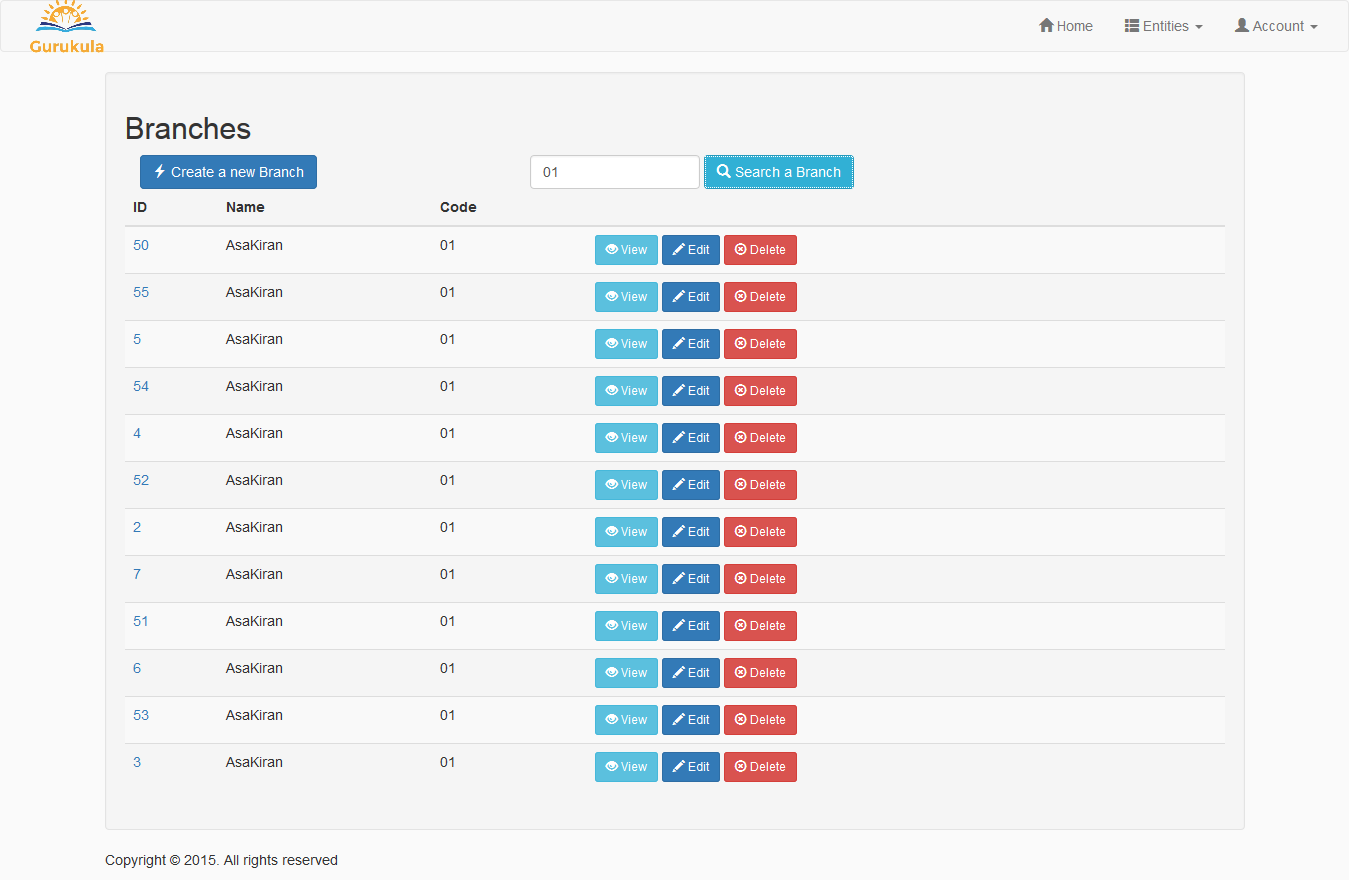 Gurukula
Home Entities Account
Branches
Create a new Branch 01 Search a Branch
ID Name Code
50 AsaKiran 01 View Edit Delete
55 AsaKiran 01 View Edit Delete
5 AsaKiran 01 View Edit Delete
54 AsaKiran 01 View Edit Delete
4 AsaKiran 01 View Edit Delete
52 AsaKiran 01 View Edit Delete
2 AsaKiran 01 View Edit Delete
7 AsaKiran 01 View Edit Delete
51 AsaKiran 01 View Edit Delete
6 AsaKiran 01 View Edit Delete
53 AsaKiran 01 View Edit Delete
3 AsaKiran 01 View Edit Delete
Copyright © 2015. All rights reserved